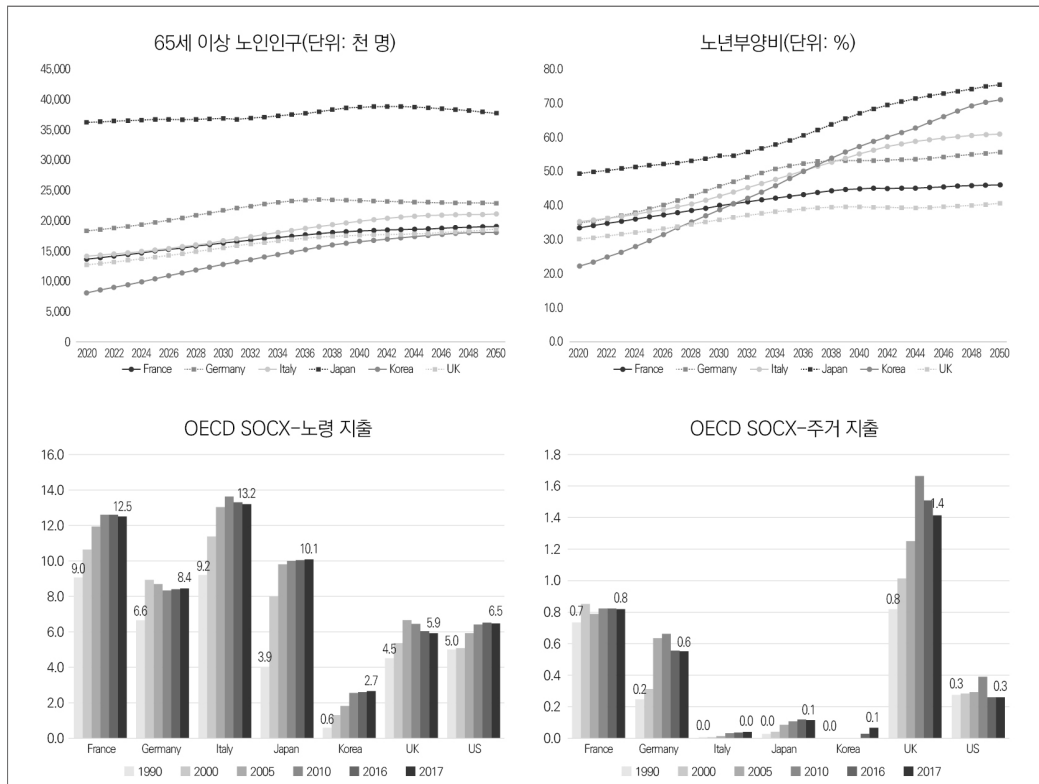 65세 이상 노인인구(단위: 천 명)
45,000
40,000
35,000
30,000
25,000
20,000
15,000
10,000
5,000
0
2020 2022 2024 2026 2028 2030 2032 2034 2036 2038 2040 2042 2044 2046 2048 2050
France Germany Italy Japan Korea UK
노년부양비(단위: %)
80.0
70.0
60.0
50.0
40.0
30.0
20.0
10.0
0.0
2020 2022 2024 2026 2028 2030 2032 2034 2036 2038 2040 2042 2044 2046 2048 2050
France Germany Italy Japan Korea UK
OECD SOCX-노령 지출
16.0
14.0
12.0
10.0
8.0
6.0
4.0
2.0
0.0
9.0 12.5 6.6 8.4 9.2 13.2 3.9 10.1 0.6 2.7 4.5 5.9 5.0 6.5
France Germany Italy Japan Korea UK US
1990 2000 2005 2010 2016 2017
OECD SOCX-주거 지출
1.8
1.6
1.4
1.2
1.0
0.8
0.6
0.4
0.2
0.0
0.7 0.8 0.2 0.6 0.0 0.0 0.0 0.1 0.0 0.1 0.8 1.4 0.3 0.3
France Germany Italy Japan Korea UK US
1990 2000 2005 2010 2016 2017